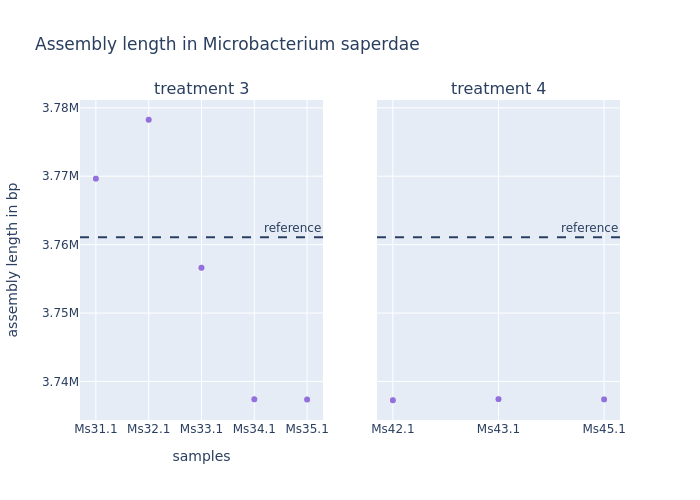 Assembly length in Microbacterium saperdae
treatment 3
treatment 4
3.78M
3.77M
3.76M
3.75M
3.74M
assembly length in bp
reference
reference
Ms31.1 Ms32.1 Ms33.1 Ms34.1 Ms35.1
Ms42.1 Ms43.1 Ms45.1
samples